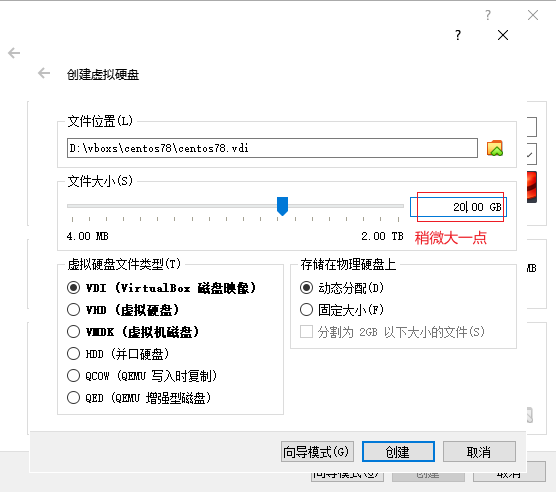 ?
?
创建虚拟硬盘
文件位置(L)
D:\vboxs\centos78\centos78.vdi
文件大小(S)
20.00 GB
4.00 MB
2.00 TB
稍微大一点
MB
虚拟硬盘文件类型(T)
存储在物理硬盘上
VDI (VirtualBox 磁盘映像)
动态分配(D)
VHD (虚拟硬盘)
固定大小(F)
VMDK (虚拟机磁盘)
分割为 2GB 以下大小的文件(S)
HDD (并口硬盘)
QCOW (QEMU 写入时复制)
QED (QEMU 增强型磁盘)
向导模式(G)
创建
取消
向导模式(G)
创建
取消